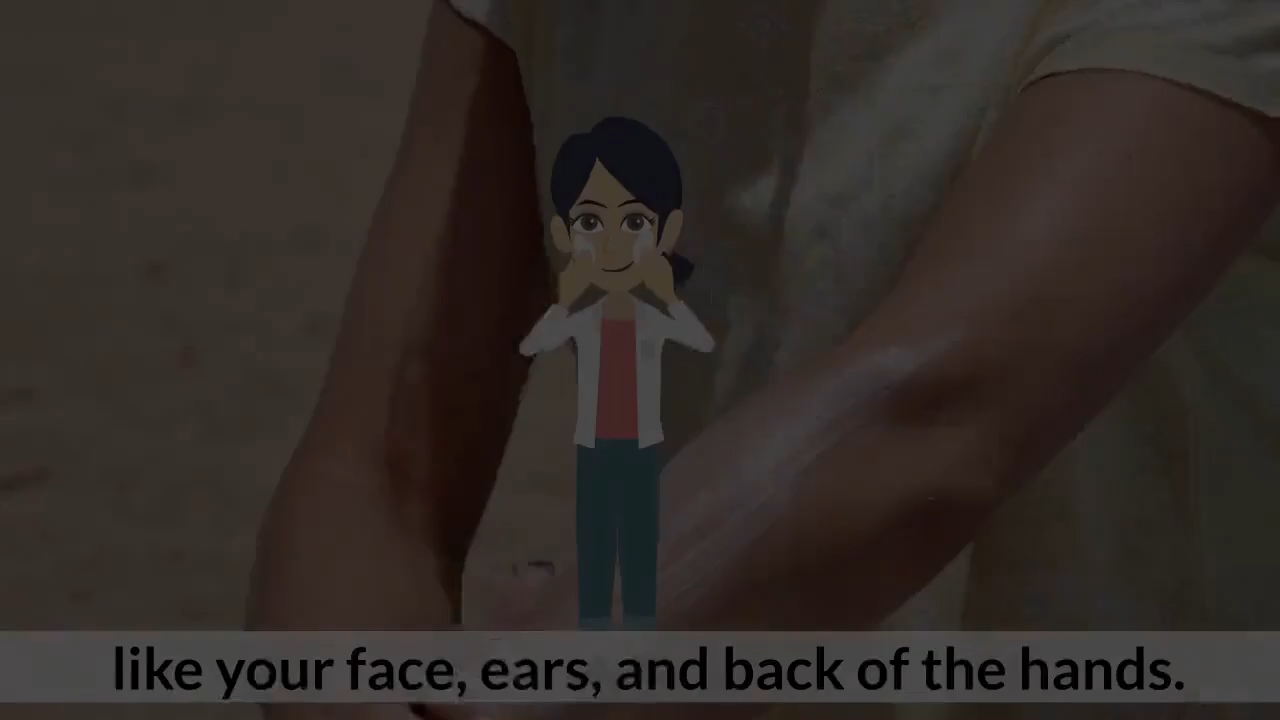 like your face, ears, and back of the hands.